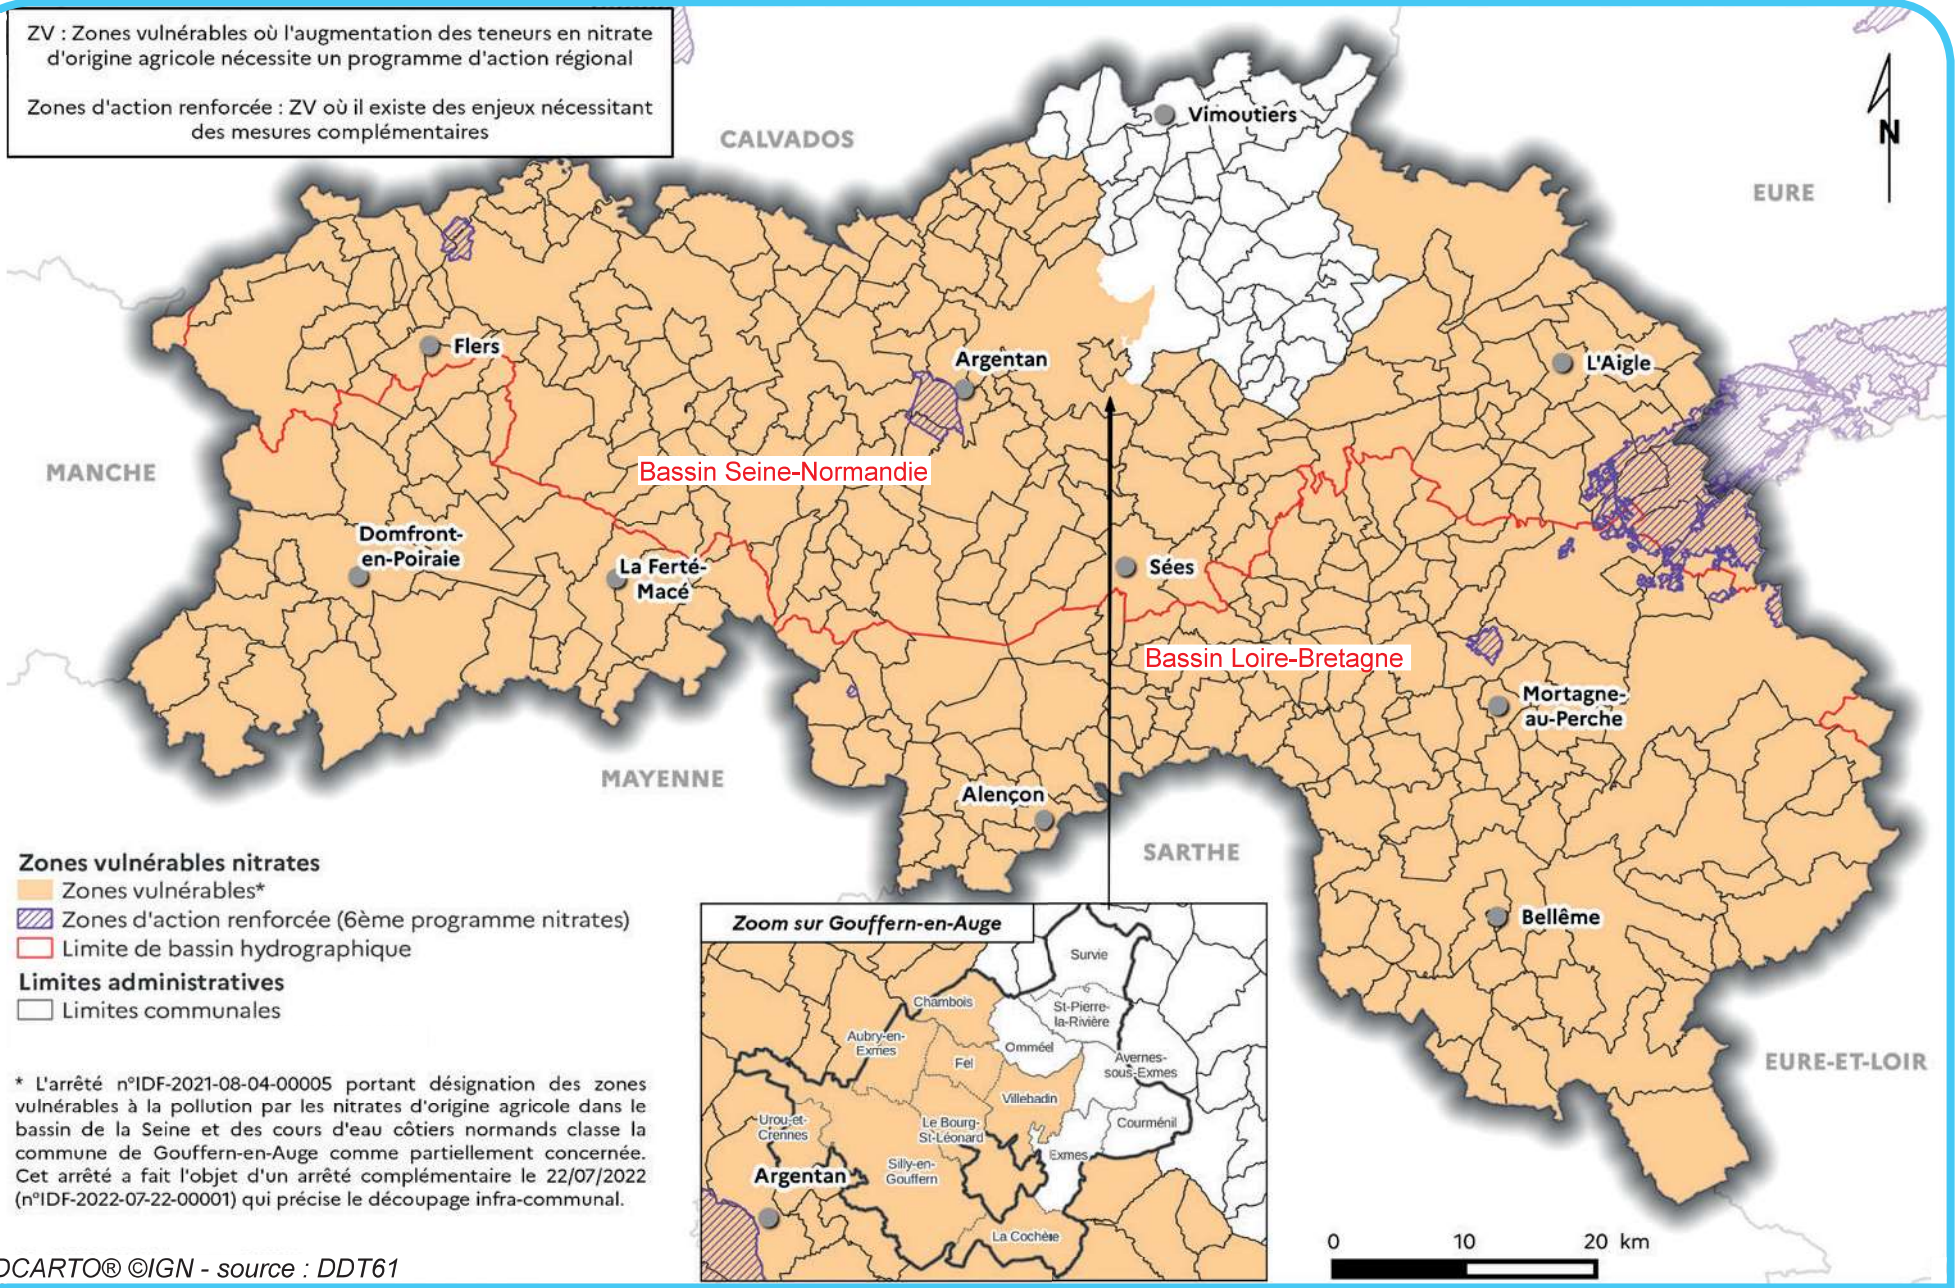 ZV : Zones vulnérables où l'augmentation des teneurs en nitrate
d'origine agricole nécessite un programme d'action régional
Zones d'action renforcée : ZV où il existe des enjeux nécessitant
des mesures complémentaires
CALVADOS
Vimoutiers
N
EURE
Flers
Argentan
L'Aigle
MANCHE
Bassin Seine-Normandie
Domfront-
en-Poiraie
La Ferté-
Macé
Sées
Bassin Loire-Bretagne
Mortagne-
au-Perche
MAYENNE
Alençon
SARTHE
Bellême
EURE-ET-LOIR
Zones vulnérables nitrates
Zones vulnérables*
Zones d'action renforcée (6ème programme nitrates)
Limite de bassin hydrographique
Limites administratives
Limites communales
* L'arrêté n°IDF-2021-08-04-00005 portant désignation des zones
vulnérables à la pollution par les nitrates d'origine agricole dans le
bassin de la Seine et des cours d'eau côtiers normands classe la
commune de Gouffern-en-Auge comme partiellement concernée.
Cet arrêté a fait l'objet d'un arrêté complémentaire le 22/07/2022
(n°IDF-2022-07-22-00001) qui précise le découpage infra-communal.
Zoom sur Gouffern-en-Auge
Survie
Chambois
St-Pierre-
la-Rivière
Aubry-en-
Exmes
Omméel
Fel
Avernes-
sous-Exmes
Villebadin
Urou-et-
Crennes
Le Bourg-
St-Léonard
Courménil
Exmes
Silly-en-
Gouffern
Argentan
La Cochère
0 10 20 km
OCARTO® ©IGN - source : DDT61